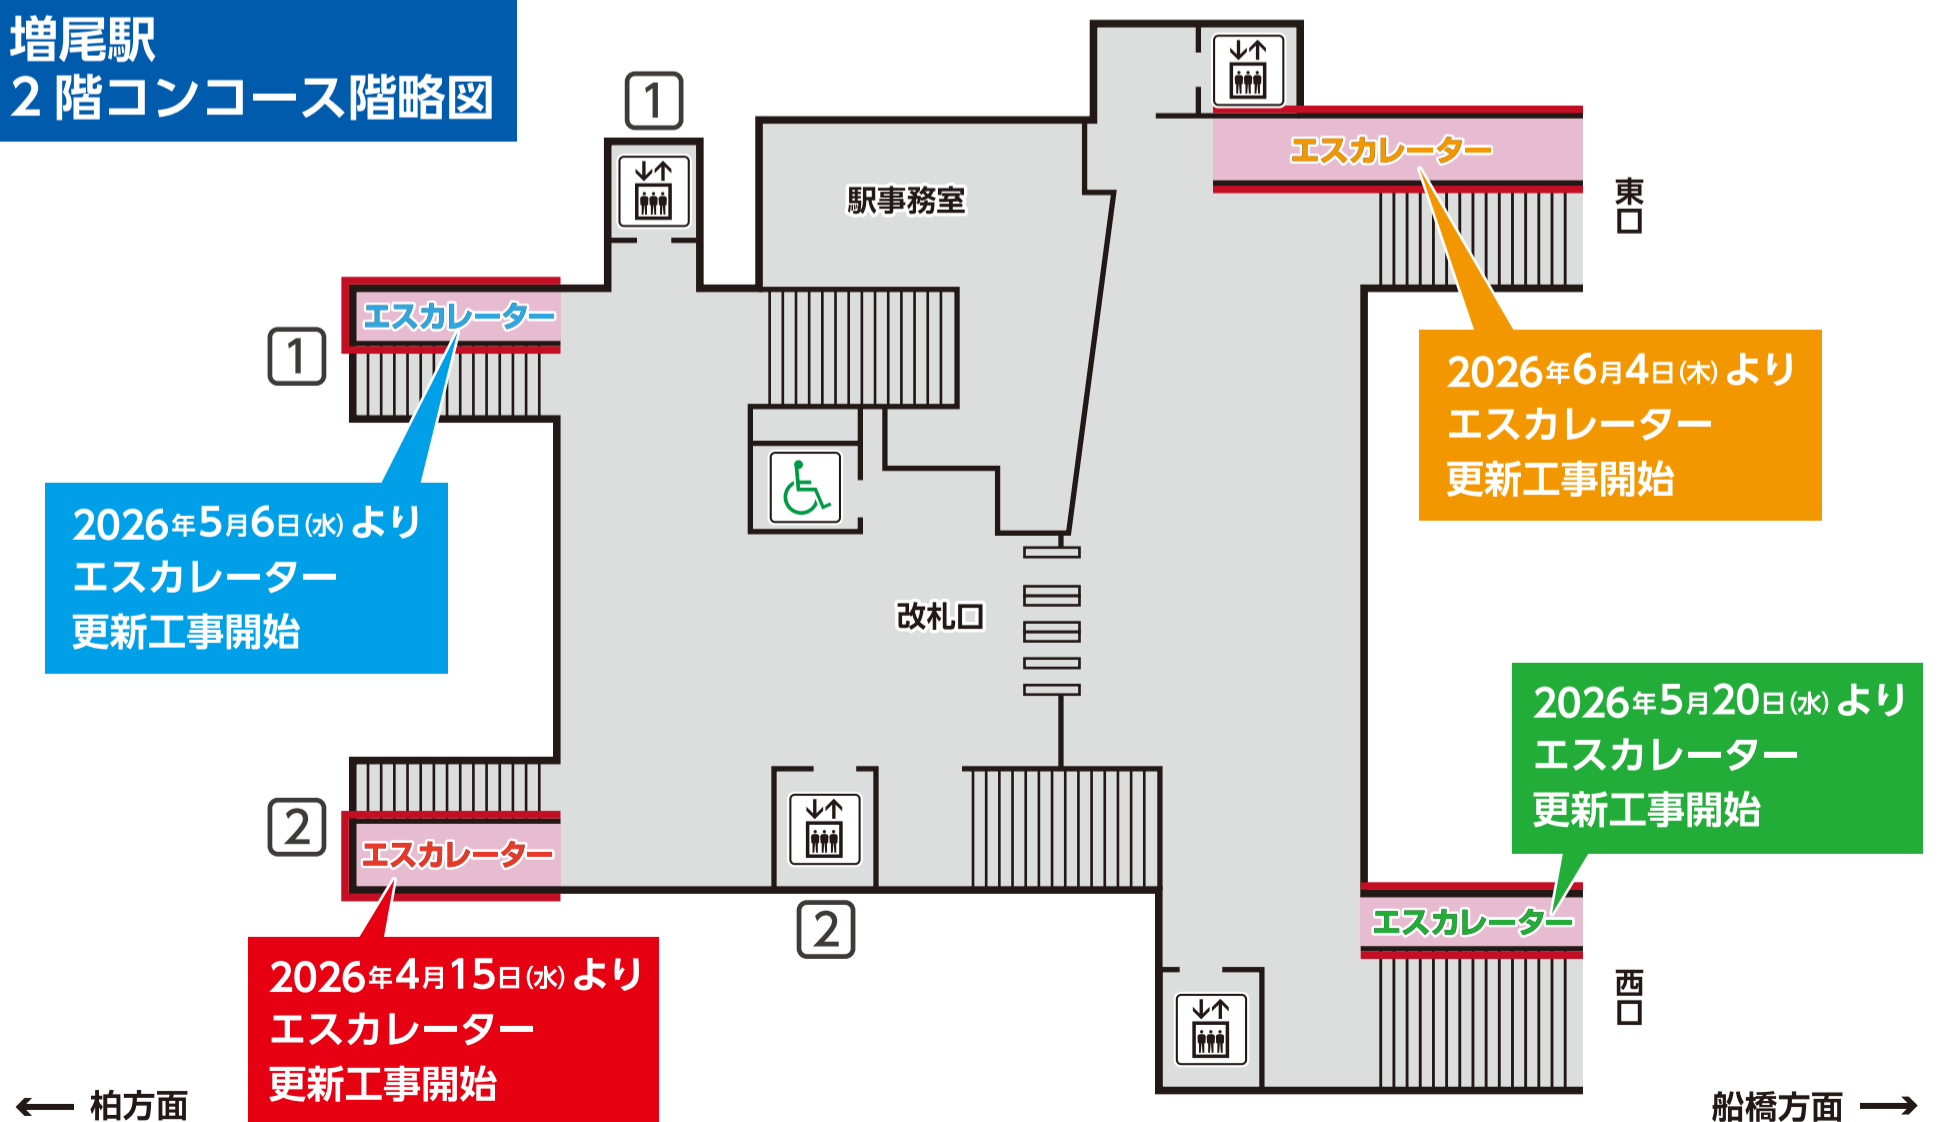 増尾駅
2階コンコース階略図
1
エスカレーター
駅事務室
東口
1
エスカレーター
2026年6月4日(木)より
エスカレーター
更新工事開始
2026年5月6日(水)より
エスカレーター
更新工事開始
改札口
2026年5月20日(水)より
エスカレーター
更新工事開始
2
エスカレーター
2
エスカレーター
西口
2026年4月15日(水)より
エスカレーター
更新工事開始
← 柏方面
船橋方面 →